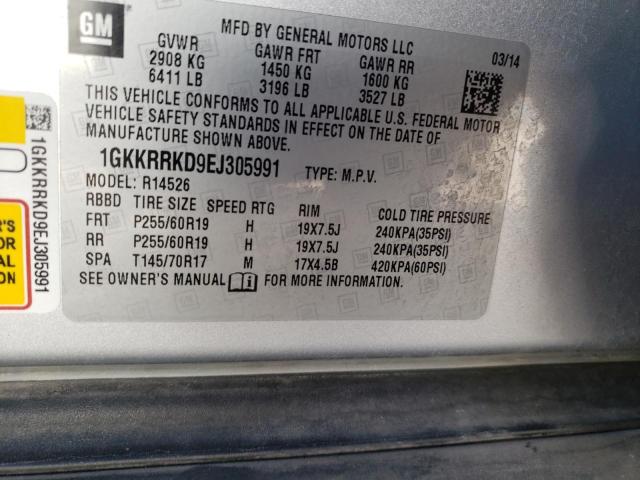 GM
MFD BY GENERAL MOTORS LLC
03/14
GVWR GAWR FRT GAWR RR
2908 KG 1450 KG 1600 KG
6411 LB 3196 LB 3527 LB
THIS VEHICLE CONFORMS TO ALL APPLICABLE U.S. FEDERAL MOTOR
VEHICLE SAFETY STANDARDS IN EFFECT ON THE DATE OF
MANUFACTURE SHOWN ABOVE.
1GKKRRKD9EJ305991 TYPE: M.P.V.
MODEL: R14526
RBBD TIRE SIZE SPEED RTG RIM COLD TIRE PRESSURE
FRT P255/60R19 H 19X7.5J 240KPA(35PSI)
RR P255/60R19 H 19X7.5J 240KPA(35PSI)
SPA T145/70R17 M 17X4.5B 420KPA(60PSI)
SEE OWNER'S MANUAL FOR MORE INFORMATION.
1GKKRRKD9EJ305991
OR
AL